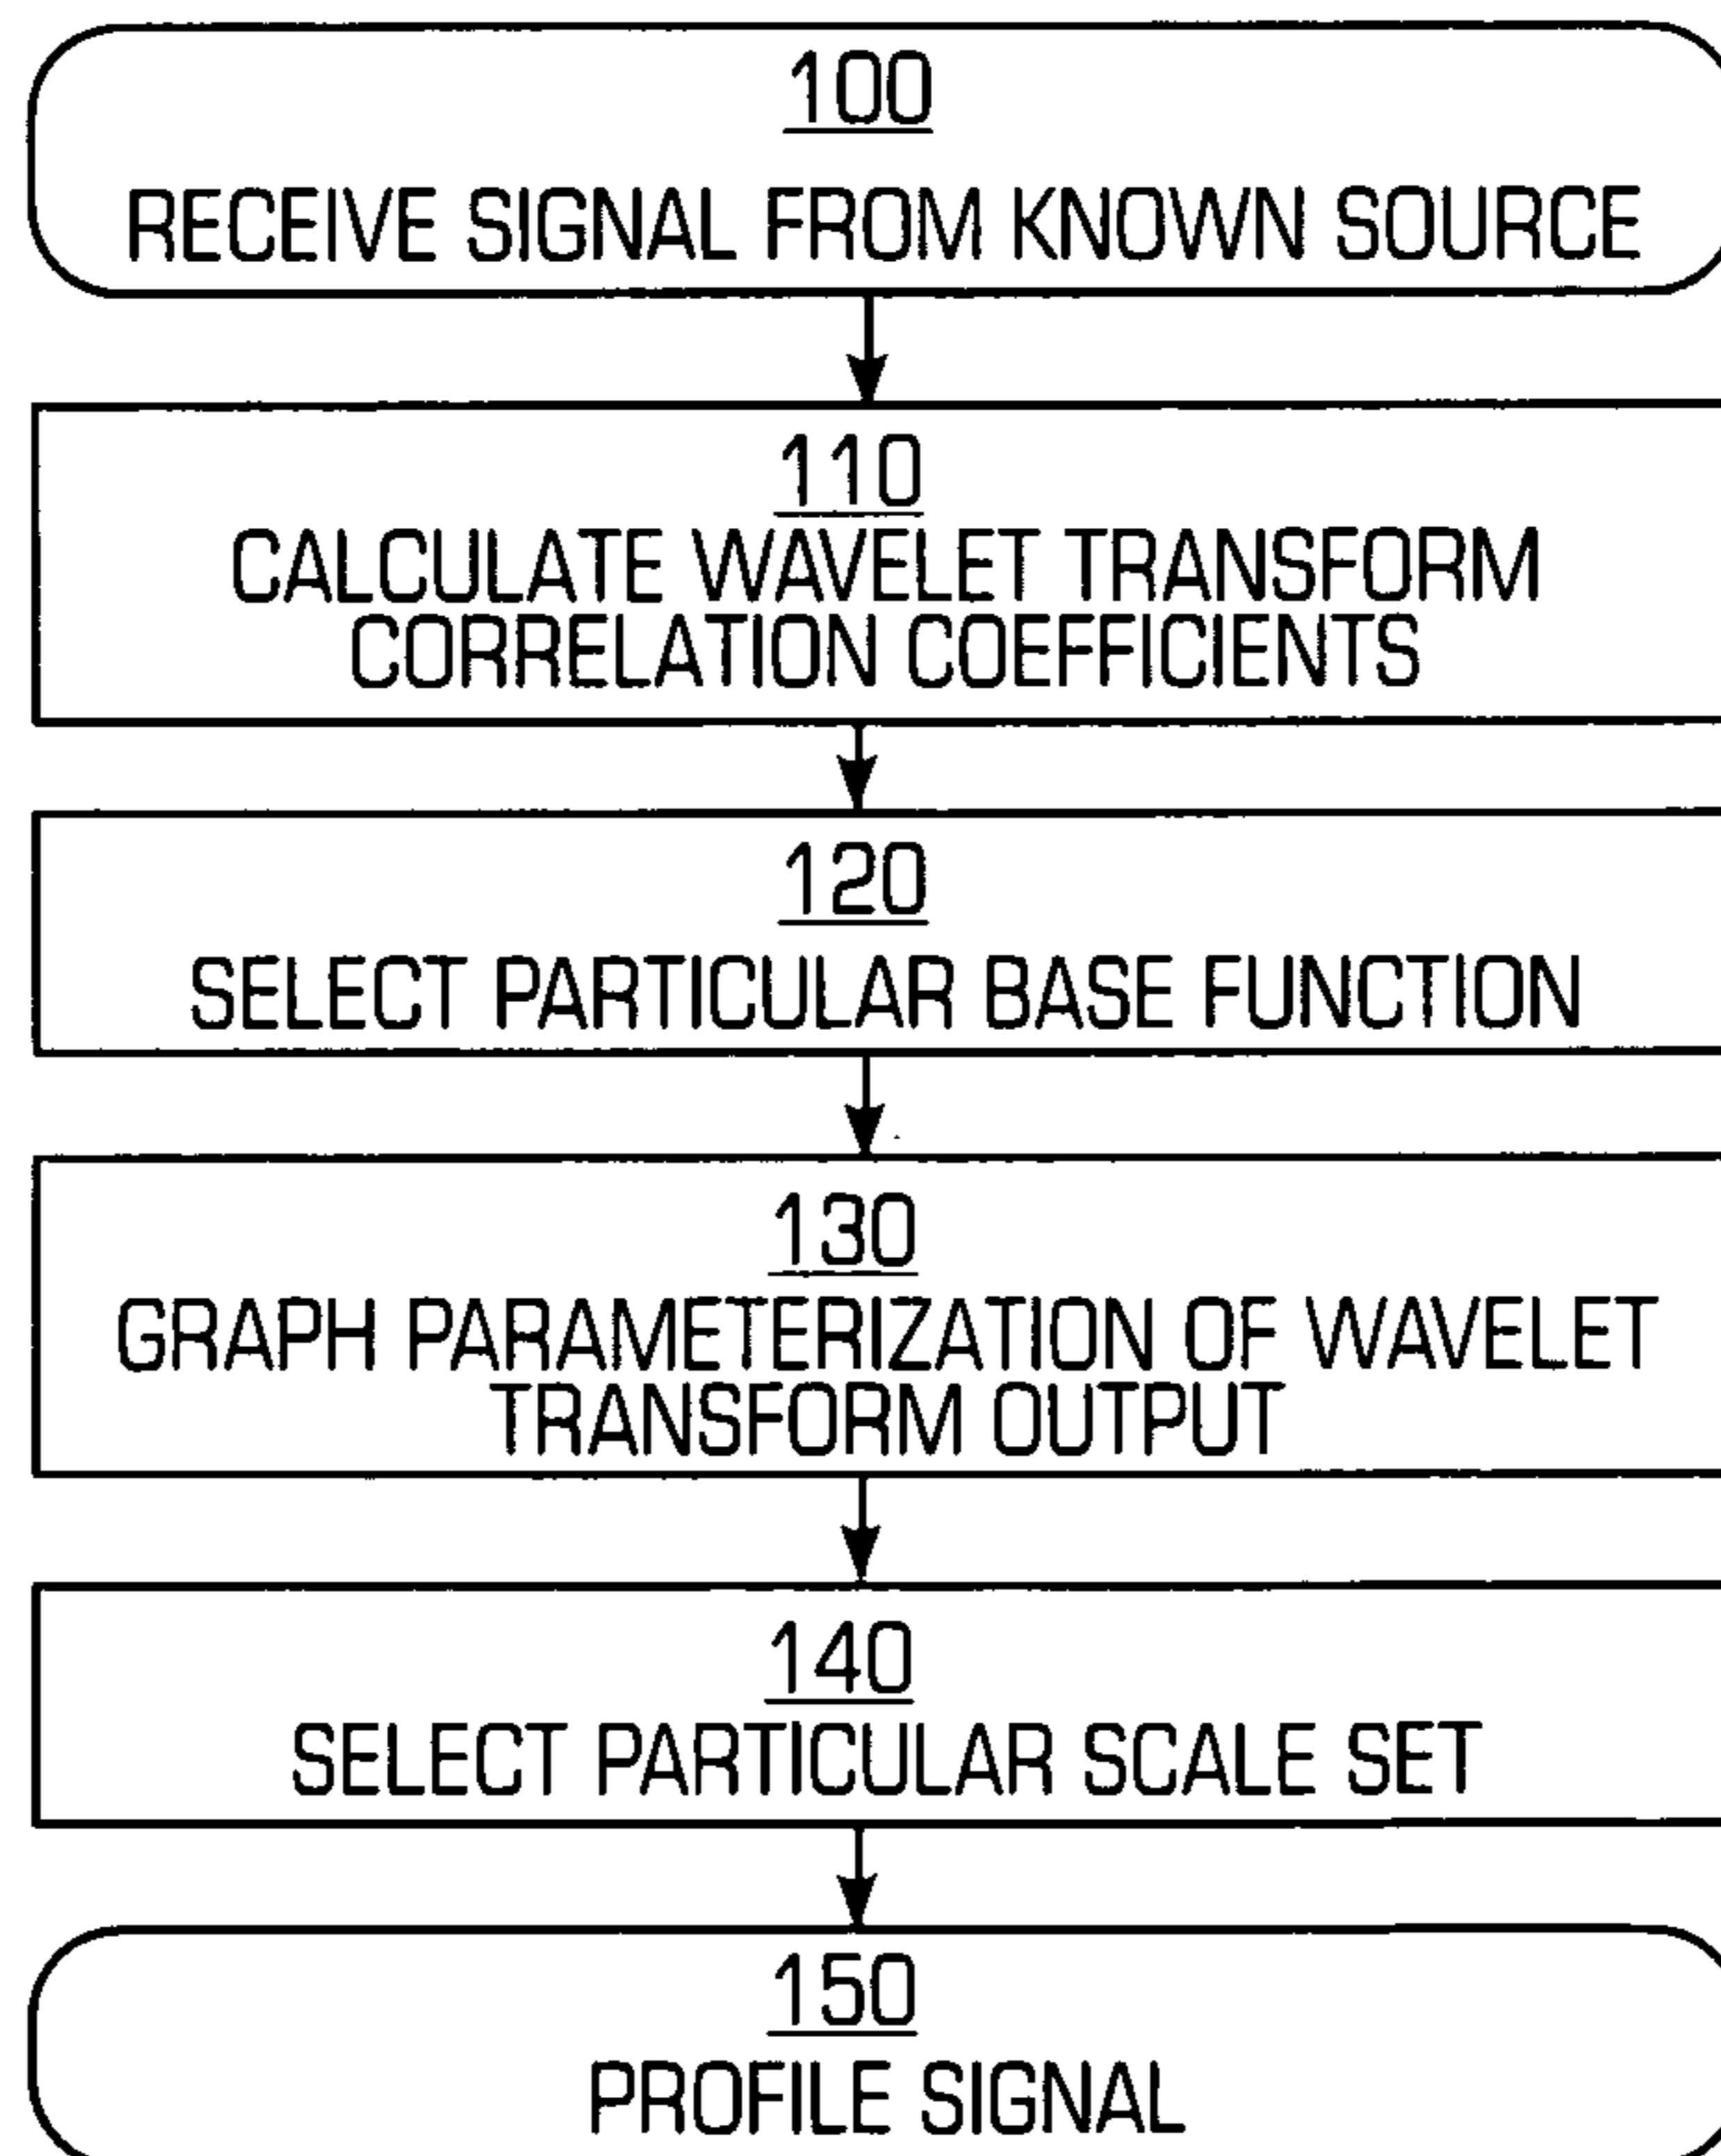 100
RECEIVE SIGNAL FROM KNOWN SOURCE
110
CALCULATE WAVELET TRANSFORM
CORRELATION COEFFICIENTS
120
SELECT PARTICULAR BASE FUNCTION
130
GRAPH PARAMETERIZATION OF WAVELET
TRANSFORM OUTPUT
140
SELECT PARTICULAR SCALE SET
150
PROFILE SIGNAL